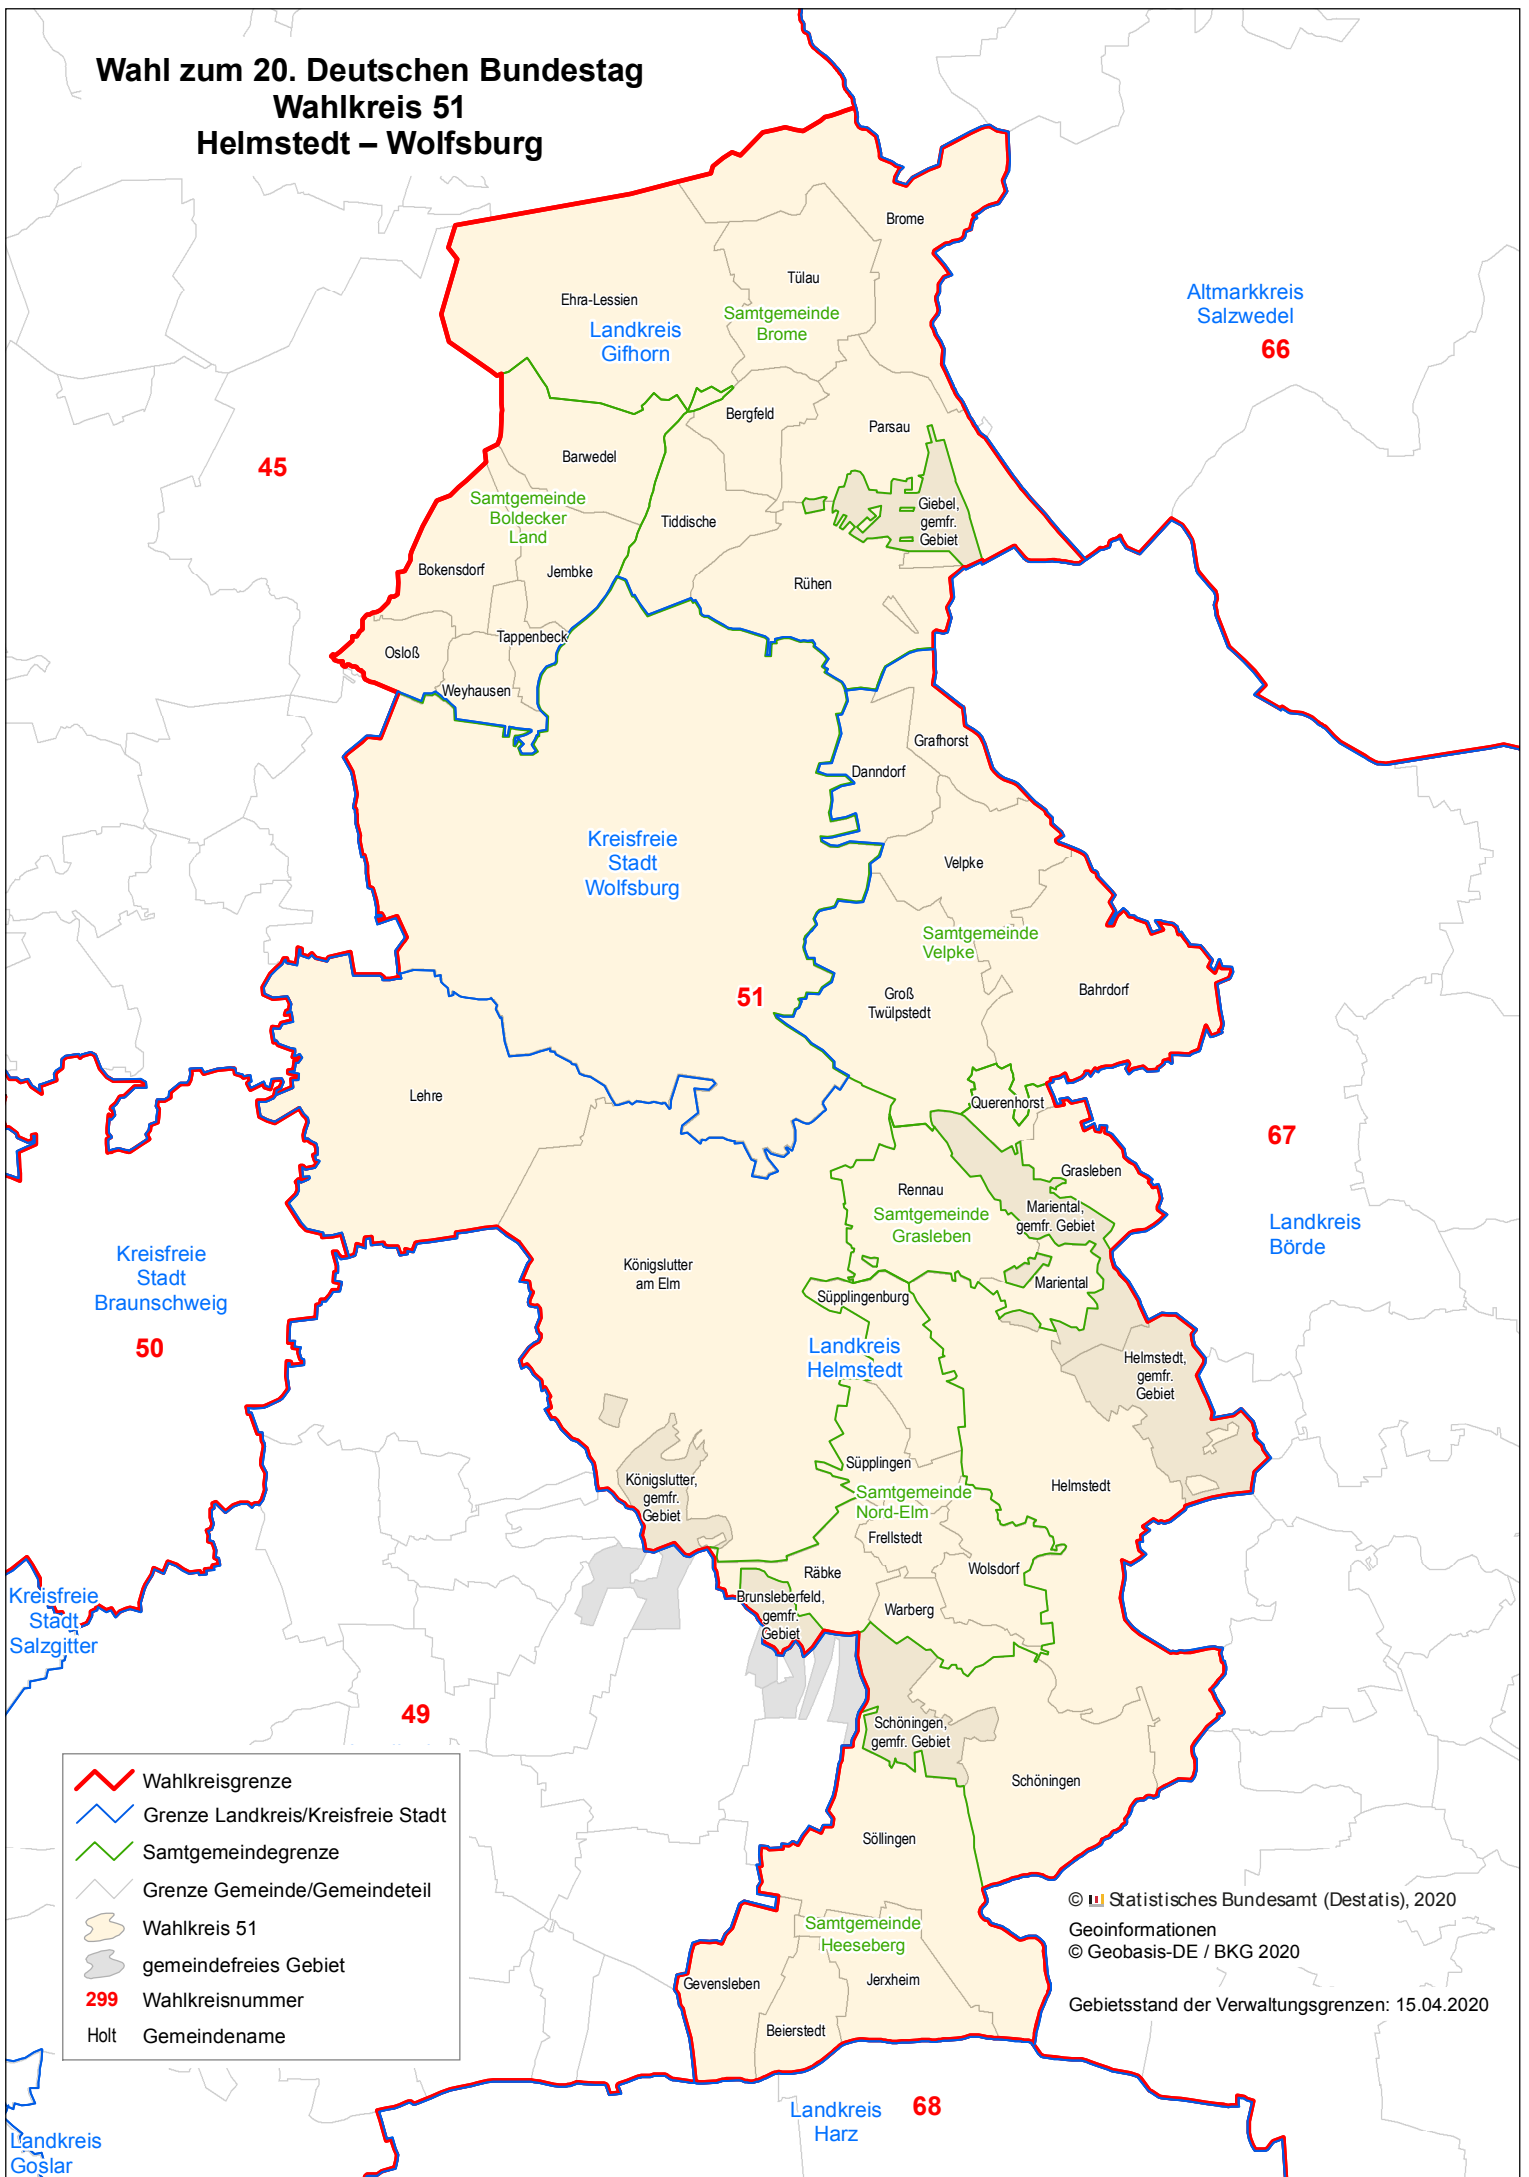 Wahl zum 20. Deutschen Bundestag
Wahlkreis 51
Helmstedt – Wolfsburg
Brome
Tülau
Ehra-Lessien
Samtgemeinde
Brome
Landkreis
Gifhorn
Altmarkkreis
Salzwedel
66
Bergfeld
Parsau
Barwedel
45
Samtgemeinde
Boldecker
Land
Tiddische
Giebel,
gemfr.
Gebiet
Bokensdorf
Jembke
Rühen
Tappenbeck
Osloß
Weyhausen
Grafhorst
Danndorf
Kreisfreie
Stadt
Wolfsburg
Velpke
Samtgemeinde
Velpke
51
Groß
Twülpstedt
Bahrdorf
Lehre
Querenhorst
67
Grasleben
Rennau
Mariental,
gemfr. Gebiet
Samtgemeinde
Grasleben
Landkreis
Börde
Kreisfreie
Stadt
Braunschweig
50
Königslutter
am Elm
Mariental
Süpplingenburg
Landkreis
Helmstedt
Helmstedt,
gemfr.
Gebiet
Süpplingen
Königslutter,
gemfr.
Gebiet
Samtgemeinde
Nord-Elm
Helmstedt
Frellstedt
Räbke
Wolsdorf
Brunsleberfeld,
gemfr.
Gebiet
Warberg
Kreisfreie
Stadt
Salzgitter
49
Schöningen,
gemfr. Gebiet
Schöningen
Söllingen
Samtgemeinde
Heeseberg
Gevensleben
Jerxheim
Beierstedt
Wahlkreisgrenze
Grenze Landkreis/Kreisfreie Stadt
Samtgemeindegrenze
Grenze Gemeinde/Gemeindeteil
Wahlkreis 51
gemeindefreies Gebiet
299 Wahlkreisnummer
Holt Gemeindename
© Statistisches Bundesamt (Destatis), 2020
Geoinformationen
© Geobasis-DE / BKG 2020
Gebietsstand der Verwaltungsgrenzen: 15.04.2020
Landkreis
Harz
68
Landkreis
Goslar